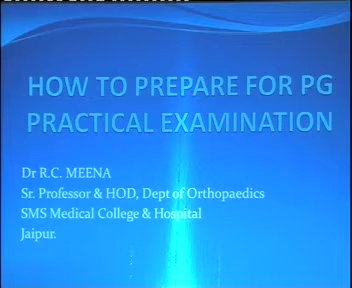 HOW TO PREPARE FOR PG
PRACTICAL EXAMINATION
Dr R.C. MEENA
Sr. Professor & HOD, Dept of Orthopaedics
SMS Medical College & Hospital
Jaipur.